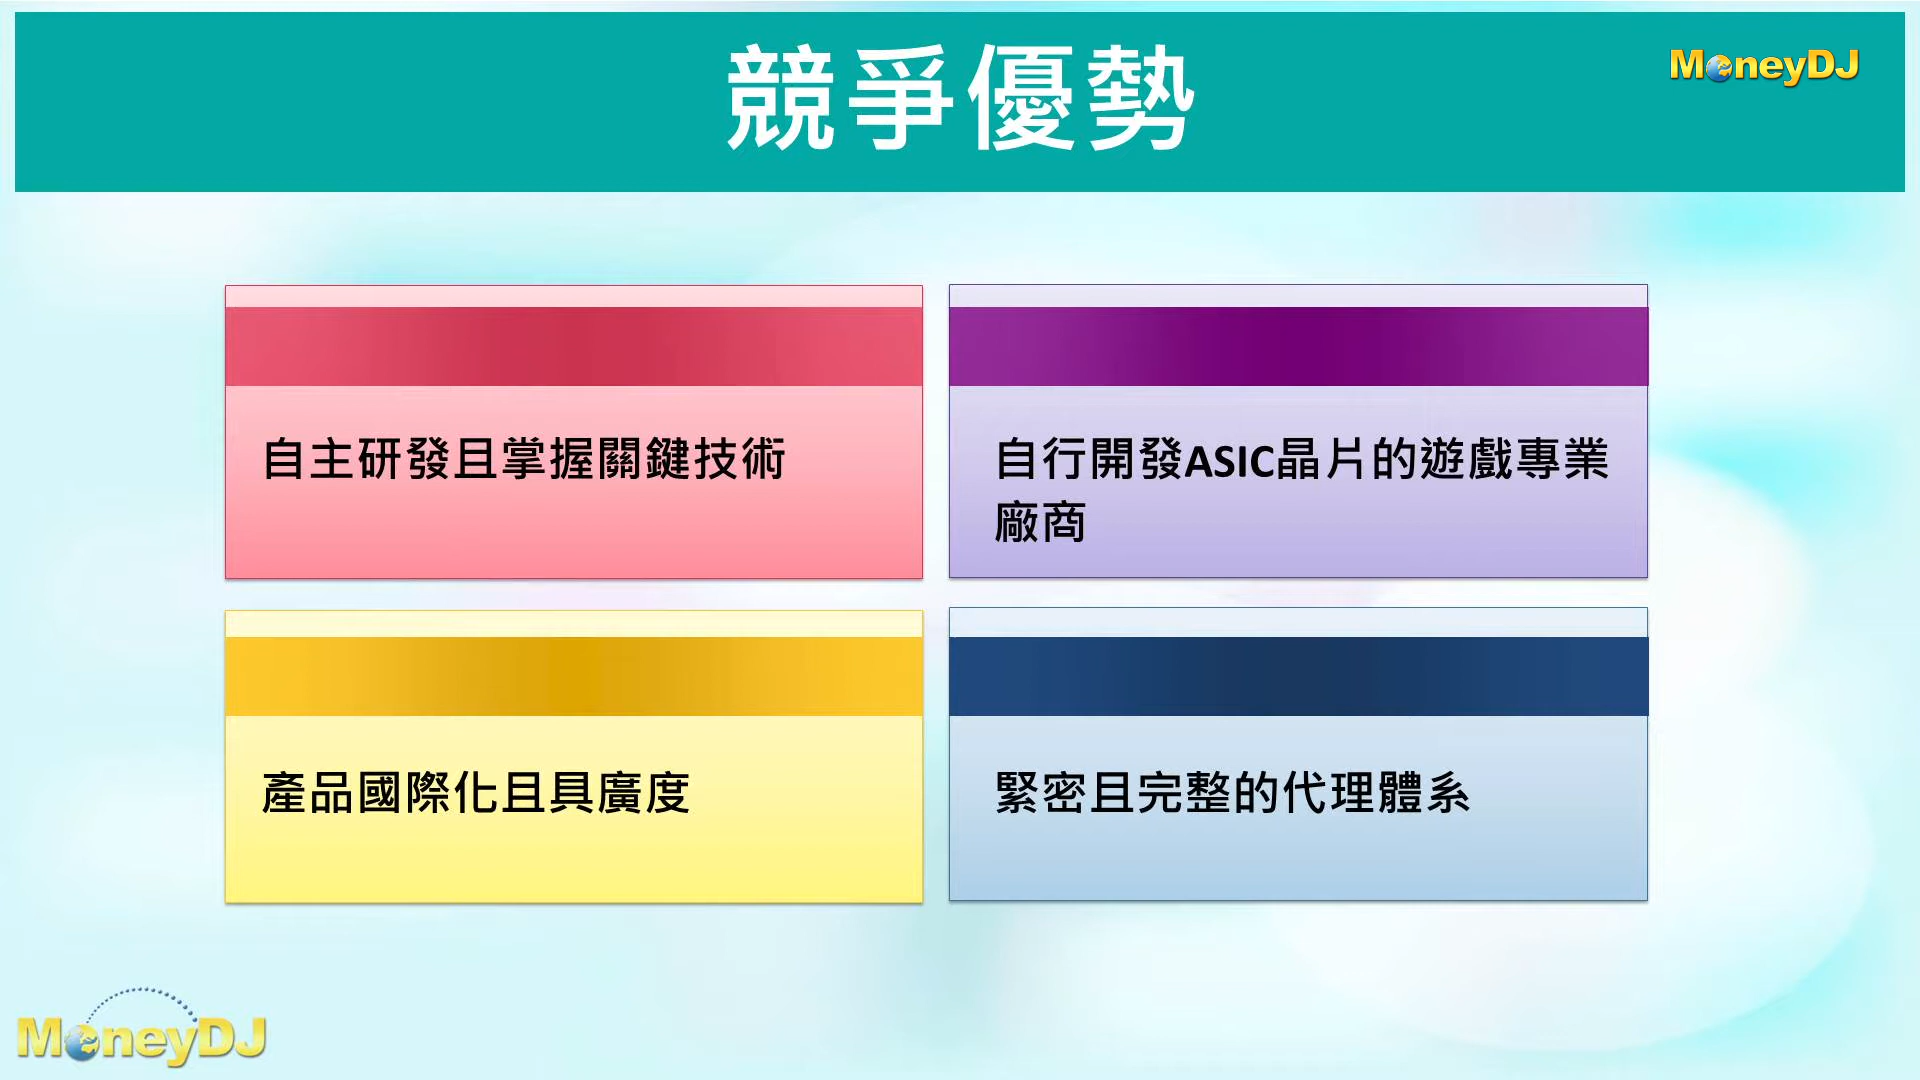 競爭優勢
MoneyDJ
自主研發且掌握關鍵技術
自行開發ASIC晶片的遊戲專業
廠商
產品國際化且具廣度
緊密且完整的代理體系
MoneyDJ